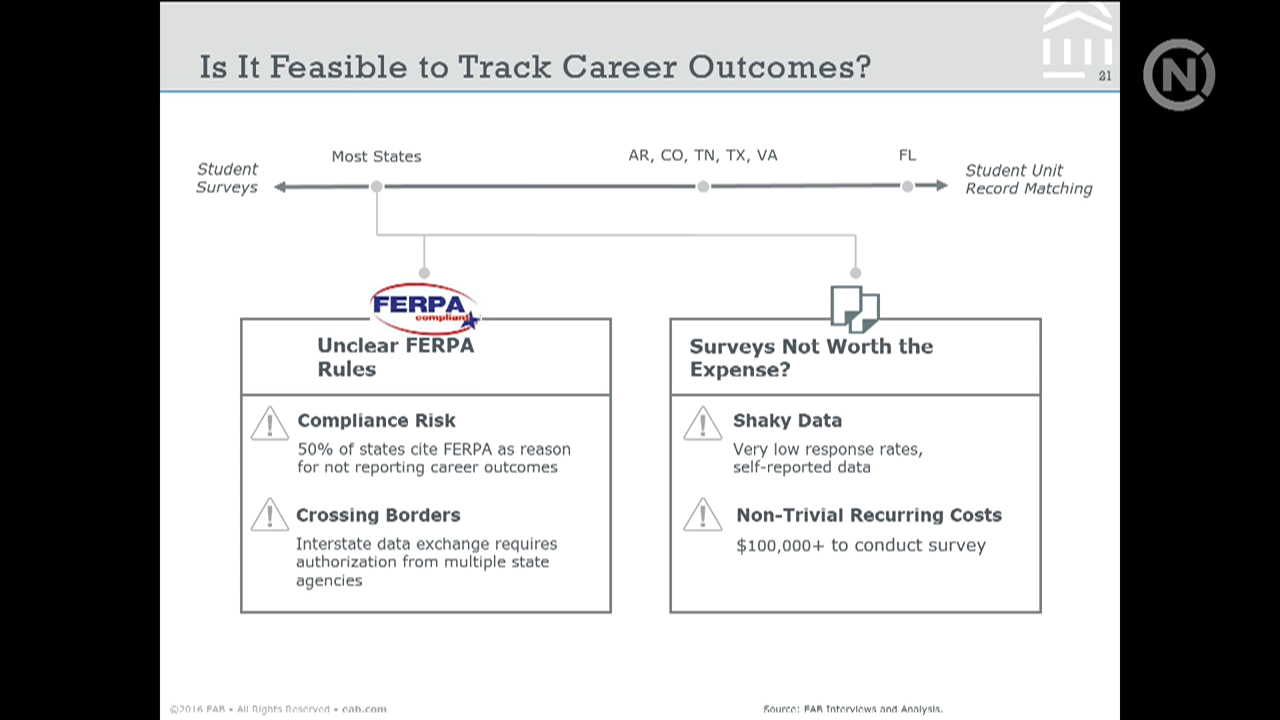 Is It Feasible to Track Career Outcomes?
21
N
Most States
AR, CO, TN, TX, VA
FL
Student
Surveys
Student Unit
Record Matching
FERPA
compliant
Unclear FERPA
Rules
Compliance Risk
50% of states cite FERPA as reason
for not reporting career outcomes
Crossing Borders
Interstate data exchange requires
authorization from multiple state
agencies
Surveys Not Worth the
Expense?
Shaky Data
Very low response rates,
self-reported data
Non-Trivial Recurring Costs
$100,000+ to conduct survey
©2016 EAB • All Rights Reserved • eab.com
Source: EAB Interviews and Analysis.